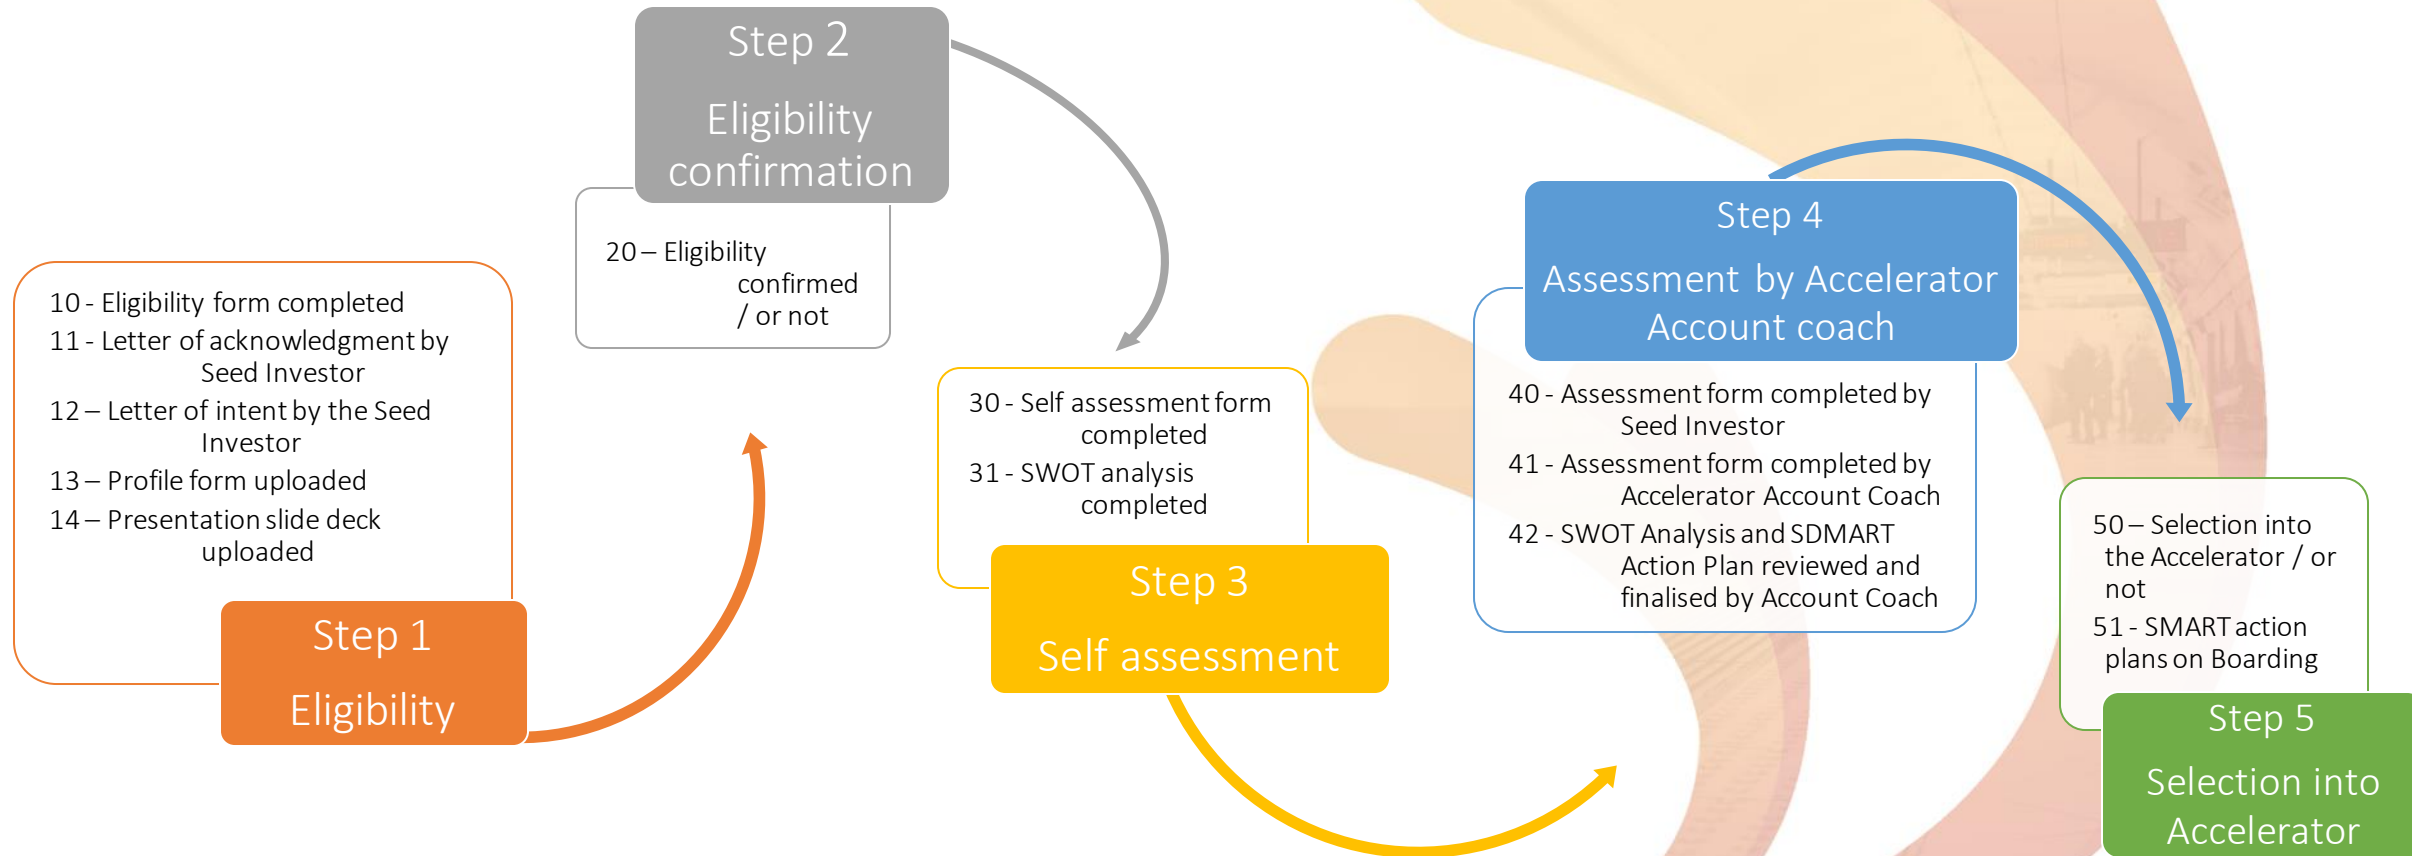 10 - Eligibility form completed
11 - Letter of acknowledgment by
Seed Investor
12 – Letter of intent by the Seed
Investor
13 – Profile form uploaded
14 – Presentation slide deck
uploaded
Step 1
Eligibility
Step 2
Eligibility
confirmation
20 – Eligibility
confirmed
/ or not
30 - Self assessment form
completed
31 - SWOT analysis
completed
Step 3
Self assessment
Step 4
Assessment by Accelerator
Account coach
40 - Assessment form completed by
Seed Investor
41 - Assessment form completed by
Accelerator Account Coach
42 - SWOT Analysis and SDMART
Action Plan reviewed and
finalised by Account Coach
50 – Selection into
the Accelerator / or
not
51 - SMART action
plans on Boarding
Step 5
Selection into
Accelerator